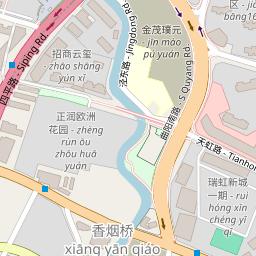 金茂璞元
- jīn mào
pú yuán
招商云玺
- zhāo shāng
yún xǐ
泾东路 - Jingdong Rd.
四平路 - Siping Rd.
曲阳南路 - S Quyang Rd.
正润欧洲
花园 - zhèng
rùn ōu
zhōu huā
yuán
天虹路 - Tianhon
瑞虹新城
一期 - ruì
hóng xīn
chéng yī
qī
香烟桥
xiāng yān qiáo